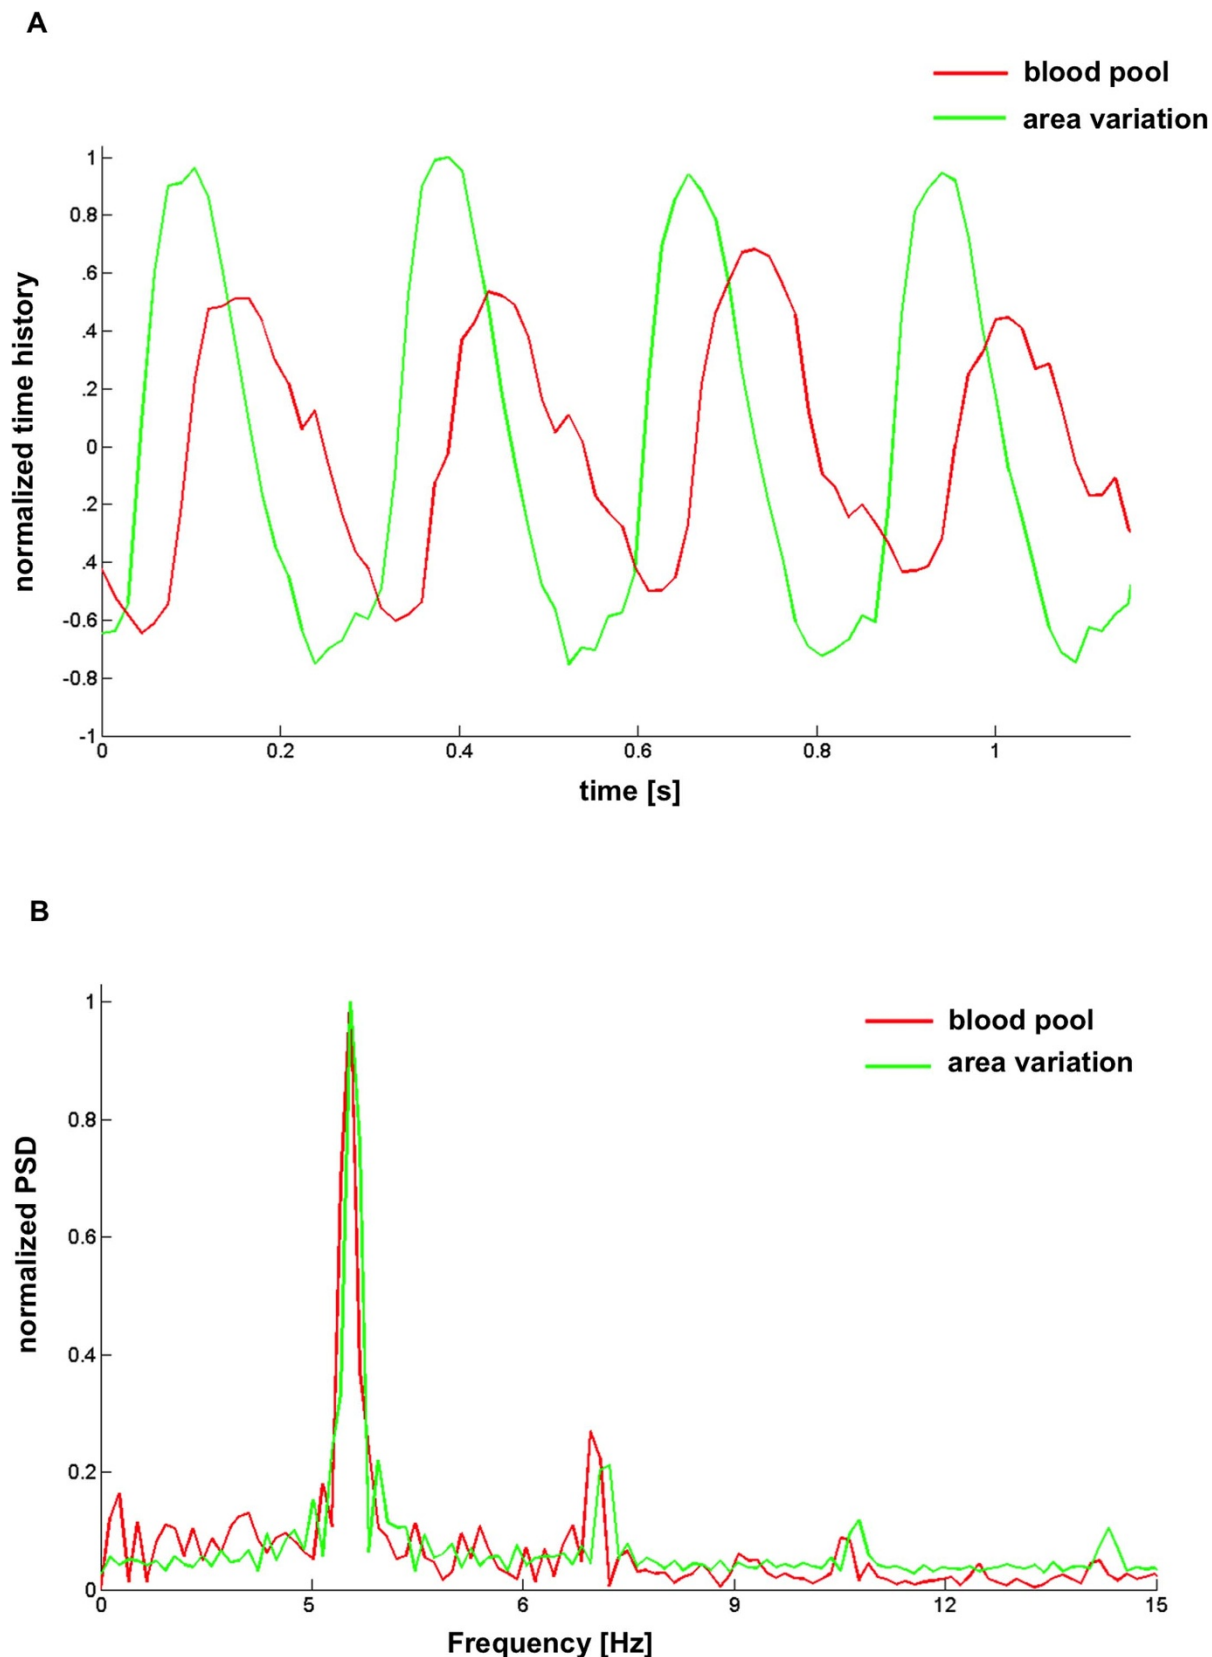 A
blood pool
area variation
1
0.8
.6
.4
.2
0
.2
.4
-0.6
-0.8
-1
normalized time history
0
0.2
0.4
0.6
0.8
1
time [s]
B
blood pool
area variation
1
0.8
0.6
0.4
0.2
0
normalized PSD
0
5
6
9
12
15
Frequency [Hz]